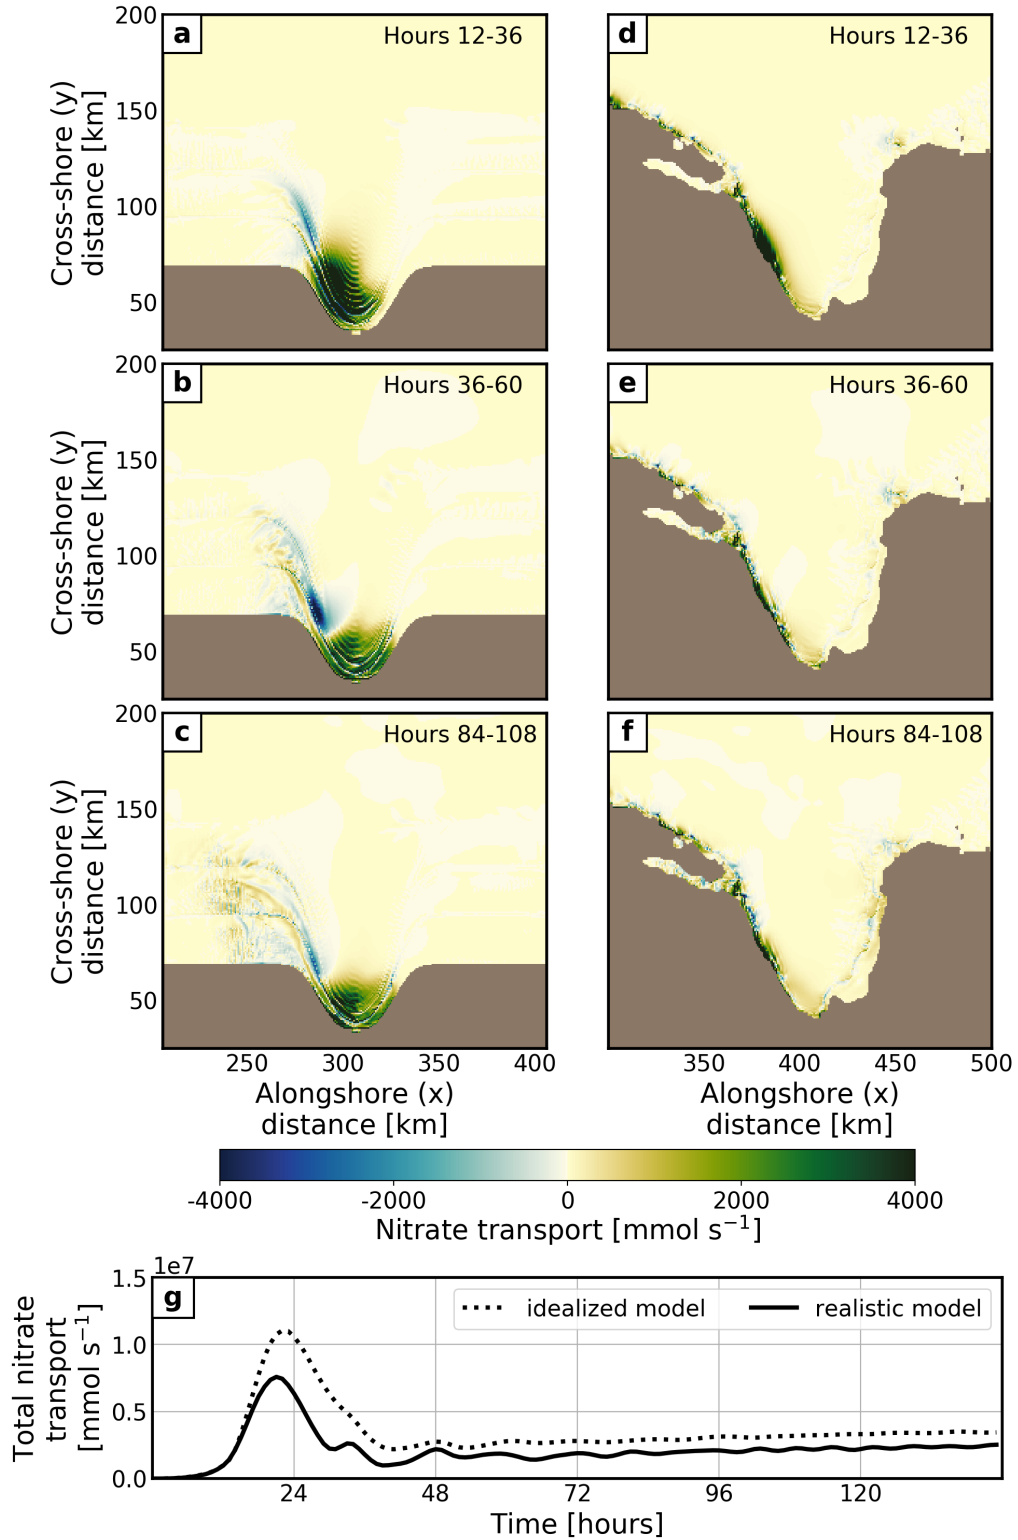 a
Hours 12-36
d
Hours 12-36
200
150
100
50
Cross-shore (y)
distance [km]
b
Hours 36-60
e
Hours 36-60
200
150
100
50
Cross-shore (y)
distance [km]
c
Hours 84-108
f
Hours 84-108
200
150
100
50
Cross-shore (y)
distance [km]
250 300 350 400
350 400 450 500
Alongshore (x)
distance [km]
Alongshore (x)
distance [km]
-4000 -2000 0 2000 4000
Nitrate transport [mmol s⁻¹]
1e7
g
idealized model
realistic model
1.5
1.0
0.5
0.0
Total nitrate
transport
[mmol s⁻¹]
24 48 72 96 120
Time [hours]